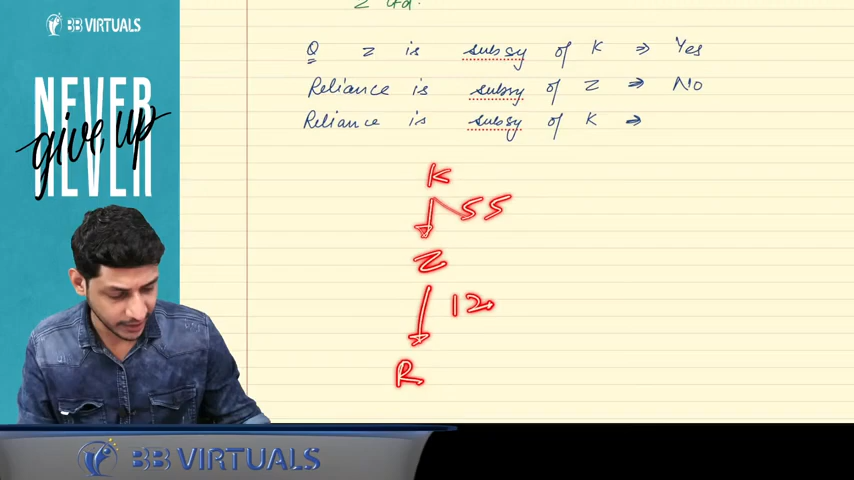 BB VIRTUALS
Z Ltd.
Q Z is subsy of K ⇒ Yes
Reliance is subsy of Z ⇒ No
Reliance is subsy of K ⇒
NEVER
give up
NEVER
K
55
Z
12.
R
BB VIRTUALS